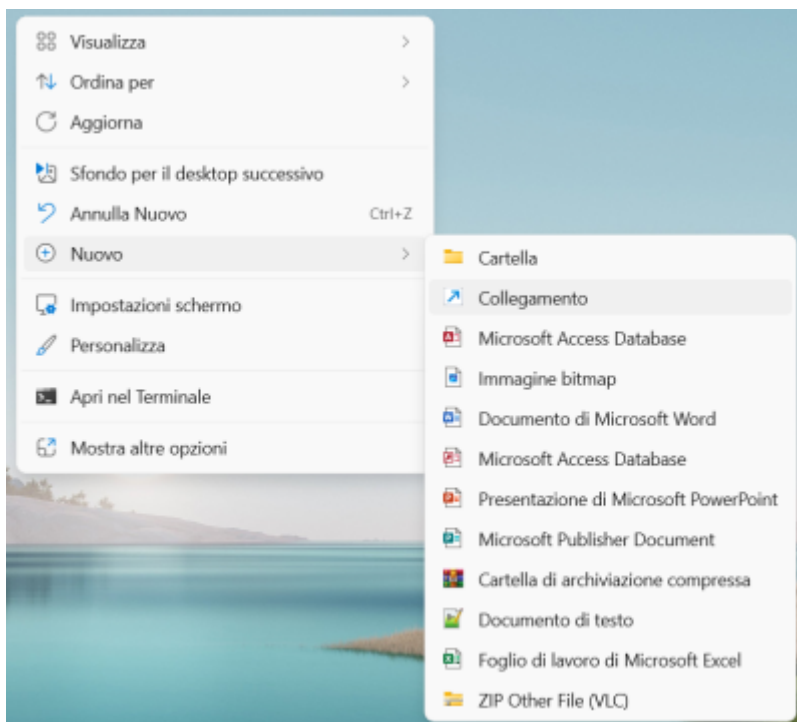 Visualizza
Ordina per
Aggiorna
Sfondo per il desktop successivo
Annulla Nuovo Ctrl+Z
Nuovo
Impostazioni schermo
Personalizza
Apri nel Terminale
Mostra altre opzioni
Cartella
Collegamento
Microsoft Access Database
Immagine bitmap
Documento di Microsoft Word
Microsoft Access Database
Presentazione di Microsoft PowerPoint
Microsoft Publisher Document
Cartella di archiviazione compressa
Documento di testo
Foglio di lavoro di Microsoft Excel
ZIP Other File (VLC)